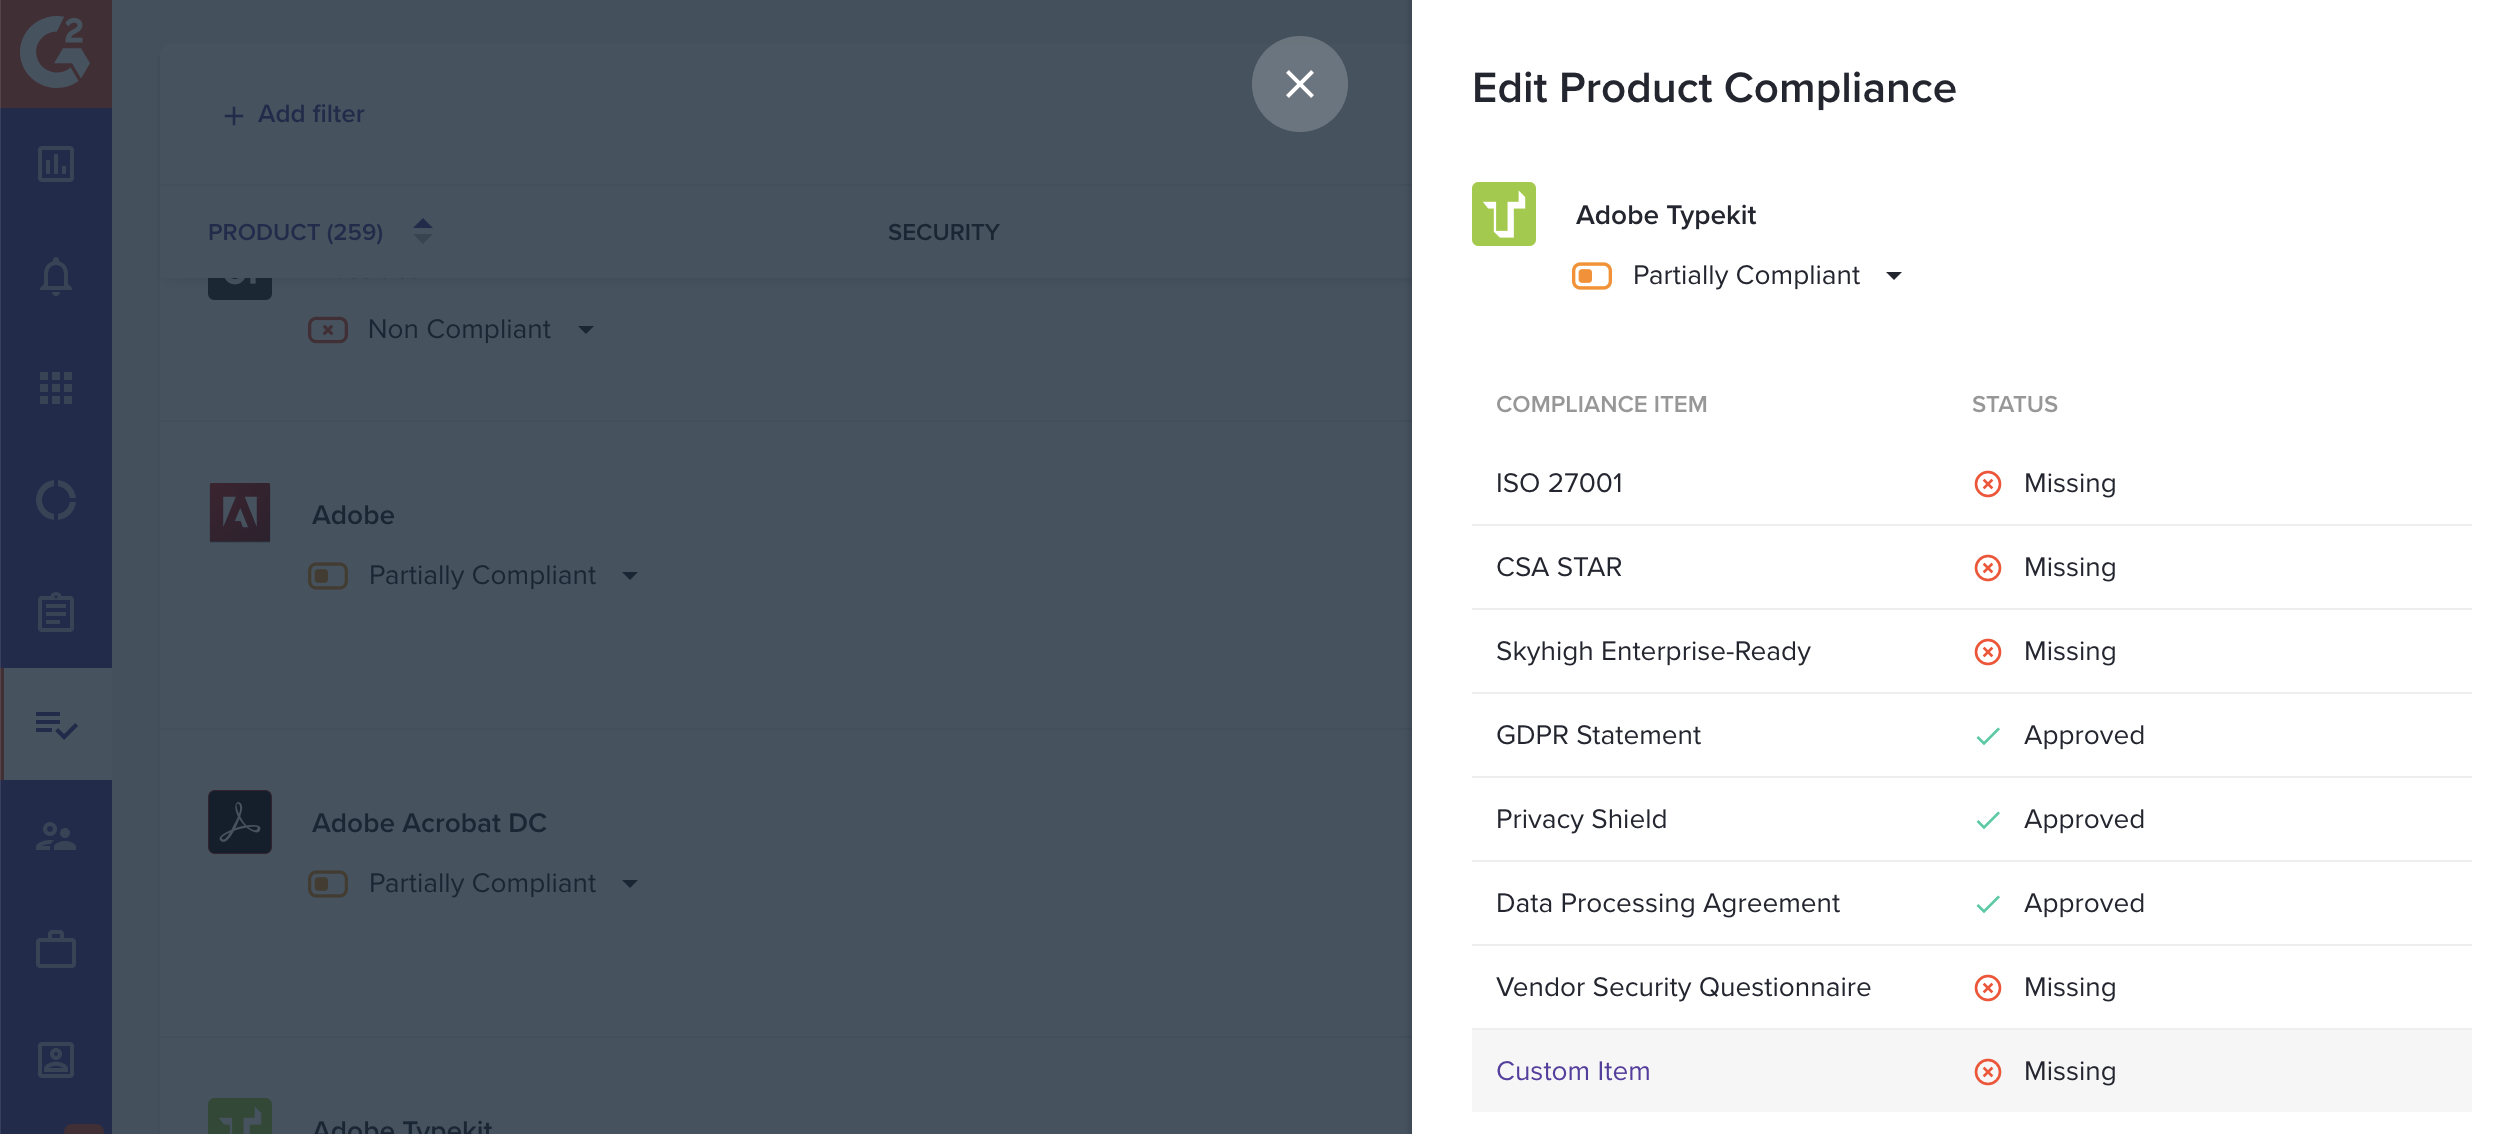 G2
+ Add filter
PRODUCT (259)
SECURITY
Non Compliant
Adobe
Partially Compliant
Adobe Acrobat DC
Partially Compliant
Adobe Typekit
Edit Product Compliance
Adobe Typekit
Partially Compliant
COMPLIANCE ITEM STATUS
ISO 27001 Missing
CSA STAR Missing
Skyhigh Enterprise-Ready Missing
GDPR Statement Approved
Privacy Shield Approved
Data Processing Agreement Approved
Vendor Security Questionnaire Missing
Custom Item Missing